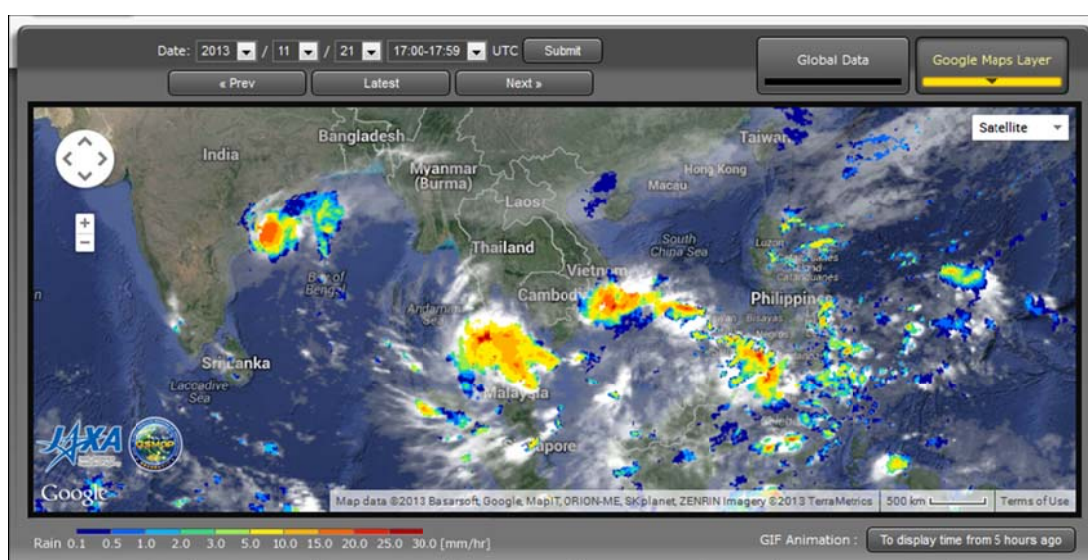 Date: 2013 / 11 / 21 17:00-17:59 UTC Submit
« Prev Latest Next »
Global Data
Google Maps Layer
Satellite
Bangladesh
India
Myanmar
(Burma)
Laos
Taiwan
Hong Kong
Macau
Thailand
South
China Sea
Luzon
Catanduanes
Vietnam
Bay of
Bengal
Andaman
Sea
Philippines
Bisayas
Sri Lanka
Laccadive
Sea
Malaysia
JAXA
GSMaP
Google
Map data ©2013 Basarsoft, Google, MapIT, ORION-ME, SKplanet, ZENRIN Imagery ©2013 TerraMetrics 500 km Terms of Use
Rain 0.1 0.5 1.0 2.0 3.0 5.0 10.0 15.0 20.0 25.0 30.0 [mm/hr]
GIF Animation : To display time from 5 hours ago